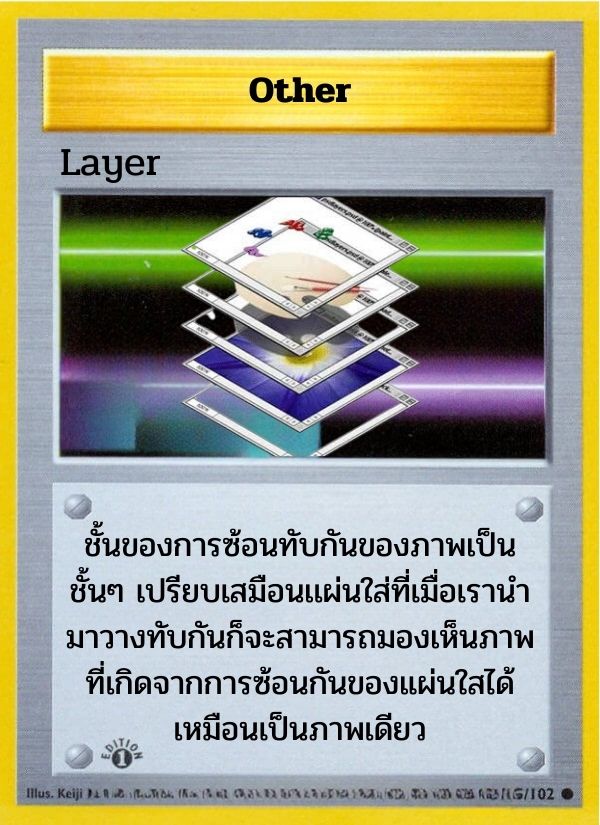 Other
Layer
100%
100%
100%
100%
ชั้นของการซ้อนทับกันของภาพเป็น
ชั้นๆ เปรียบเสมือนแผ่นใส่ที่เมื่อเรานำ
มาวางทับกันก็จะสามารถมองเห็นภาพ
ที่เกิดจากการซ้อนกันของแผ่นใสได้
เหมือนเป็นภาพเดียว
EDITION
1
Illus. Keiji
/102